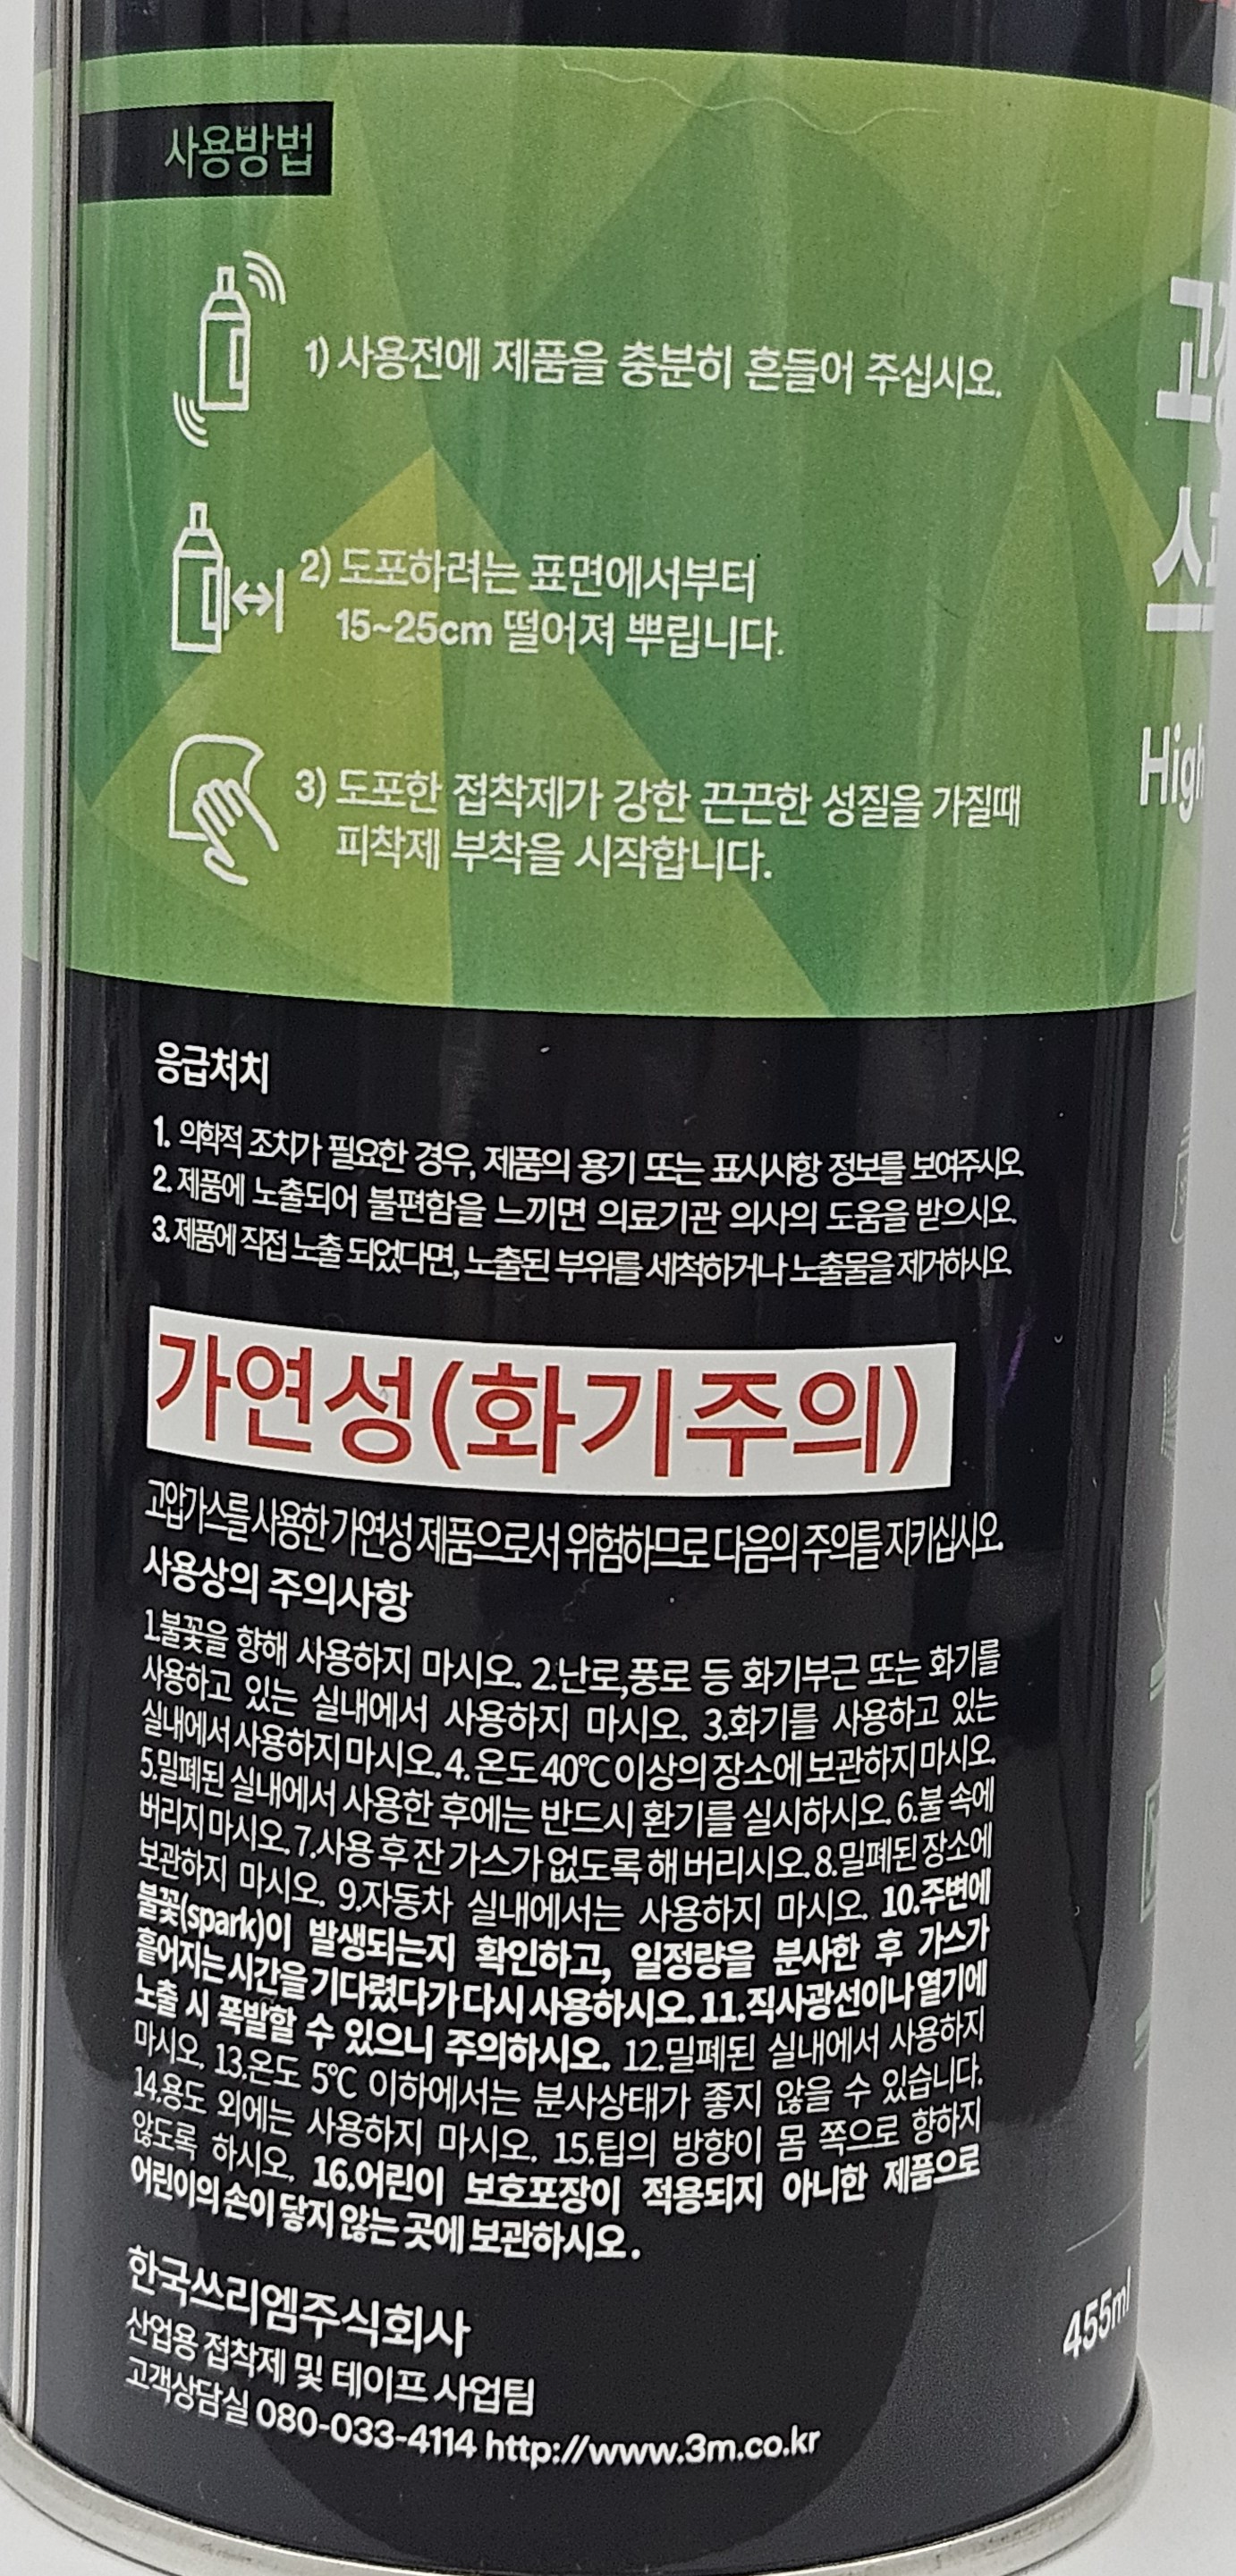 사용방법
1) 사용전에 제품을 충분히 흔들어 주십시오.
2) 도포하려는 표면에서부터
15~25cm 떨어져 뿌립니다.
3) 도포한 접착제가 강한 끈끈한 성질을 가질때
피착제 부착을 시작합니다.
High
응급처치
1. 의학적 조치가 필요한 경우, 제품의 용기 또는 표시사항 정보를 보여주시오.
2. 제품에 노출되어 불편함을 느끼면 의료기관 의사의 도움을 받으시오.
3. 제품에 직접 노출 되었다면, 노출된 부위를 세척하거나 노출물을 제거하시오.
가연성(화기주의)
고압가스를 사용한 가연성 제품으로서 위험하므로 다음의 주의를 지키십시오.
사용상의 주의사항
1.불꽃을 향해 사용하지 마시오. 2.난로,풍로 등 화기부근 또는 화기를
사용하고 있는 실내에서 사용하지 마시오. 3.화기를 사용하고 있는
실내에서 사용하지 마시오. 4. 온도 40℃ 이상의 장소에 보관하지 마시오.
5.밀폐된 실내에서 사용한 후에는 반드시 환기를 실시하시오. 6.불 속에
버리지 마시오. 7.사용 후 잔 가스가 없도록 해 버리시오. 8.밀폐된 장소에
보관하지 마시오. 9.자동차 실내에서는 사용하지 마시오. 10.주변에
불꽃(spark)이 발생되는지 확인하고, 일정량을 분사한 후 가스가
흩어지는 시간을 기다렸다가 다시 사용하시오. 11. 직사광선이나 열기에
노출 시 폭발할 수 있으니 주의하시오. 12.밀폐된 실내에서 사용하지
마시오. 13.온도 5℃ 이하에서는 분사상태가 좋지 않을 수 있습니다.
14.용도 외에는 사용하지 마시오. 15.팁의 방향이 몸 쪽으로 향하지
않도록 하시오. 16.어린이 보호포장이 적용되지 아니한 제품으로
어린이의 손이 닿지 않는 곳에 보관하시오.
한국쓰리엠주식회사
산업용 접착제 및 테이프 사업팀
고객상담실 080-033-4114 http://www.3m.co.kr
455ml